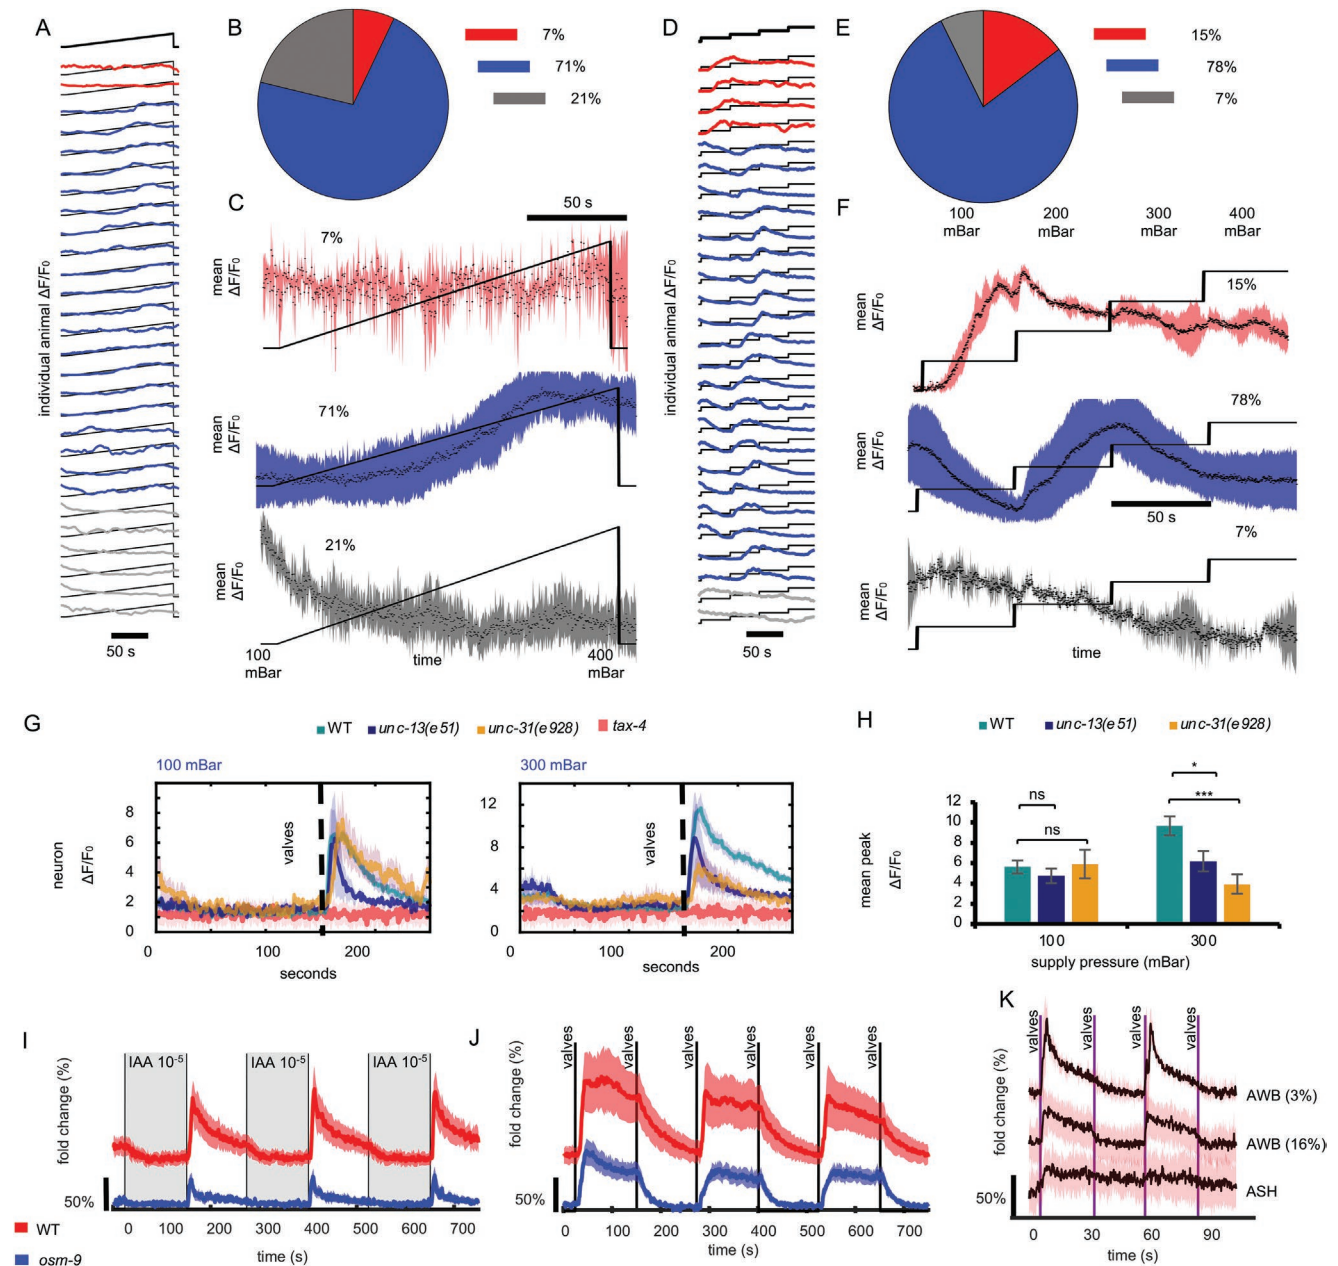 A
individual animal ΔF/F₀
50 s
B
7%
71%
21%
C
50 s
7%
mean ΔF/F₀
71%
mean ΔF/F₀
21%
mean ΔF/F₀
100 mBar
time
400 mBar
D
individual animal ΔF/F₀
50 s
E
15%
78%
7%
F
100 mBar
200 mBar
300 mBar
400 mBar
15%
mean ΔF/F₀
78%
mean ΔF/F₀
50 s
7%
mean ΔF/F₀
time
G
WT unc-13(e51) unc-31(e928) tax-4
100 mBar
neuron ΔF/F₀
8
6
4
2
0
valves
0 100 200
seconds
300 mBar
12
8
4
0
valves
0 100 200
seconds
H
WT unc-13(e51) unc-31(e928)
mean peak ΔF/F₀
12
10
8
6
4
2
0
ns
ns
*
***
100 300
supply pressure (mBar)
I
fold change (%)
IAA 10⁻⁵ IAA 10⁻⁵ IAA 10⁻⁵
50%
0 100 200 300 400 500 600 700
time (s)
WT
osm-9
J
fold change (%)
valves valves valves valves valves valves
50%
0 100 200 300 400 500 600 700
time (s)
K
fold change (%)
valves valves valves valves
AWB (3%)
AWB (16%)
ASH
50%
0 30 60 90
time (s)